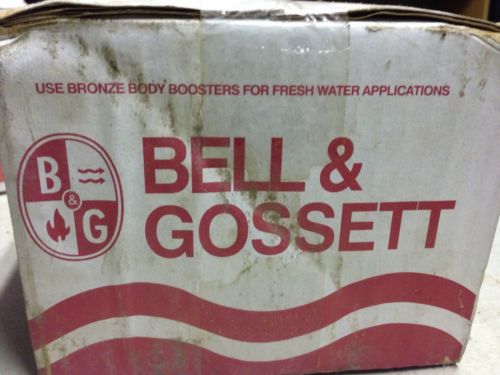 USE BRONZE BODY BOOSTERS FOR FRESH WATER APPLICATIONS
B
&
G
BELL &
GOSSETT